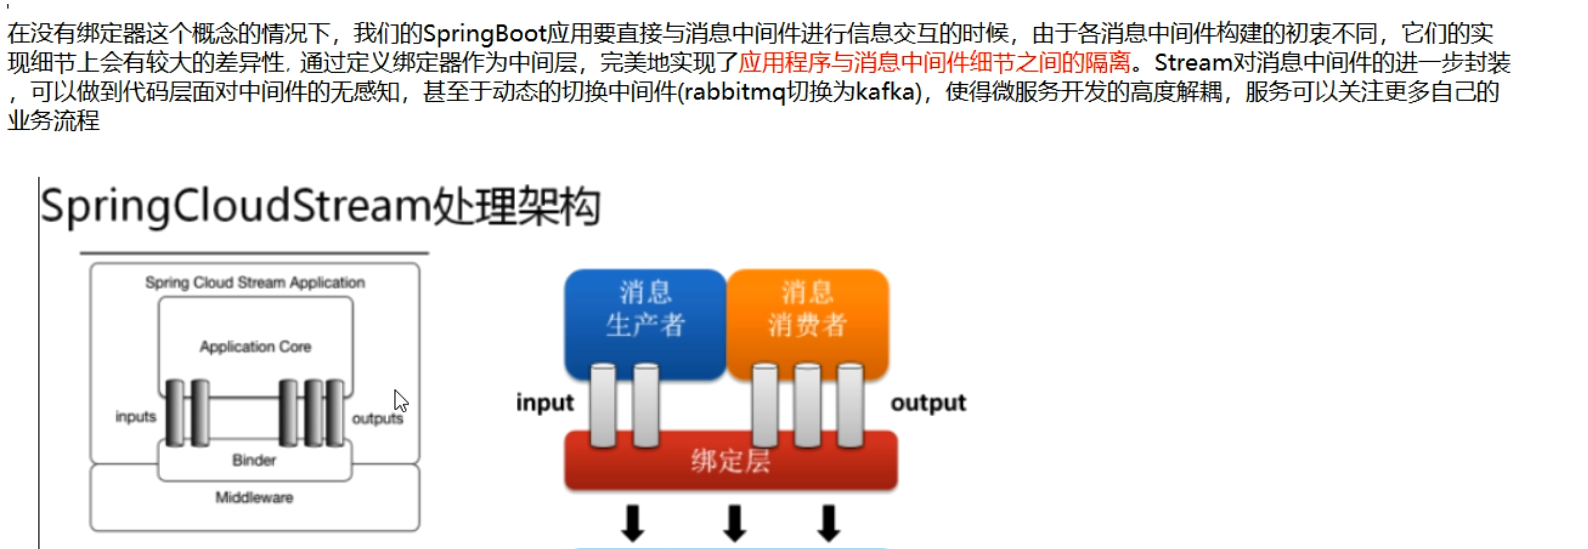 在没有绑定器这个概念的情况下，我们的SpringBoot应用要直接与消息中间件进行信息交互的时候，由于各消息中间件构建的初衷不同，它们的实
现细节上会有较大的差异性. 通过定义绑定器作为中间层，完美地实现了应用程序与消息中间件细节之间的隔离。Stream对消息中间件的进一步封装
，可以做到代码层面对中间件的无感知，甚至于动态的切换中间件(rabbitmq切换为kafka)，使得微服务开发的高度解耦，服务可以关注更多自己的
业务流程
SpringCloudStream处理架构
Spring Cloud Stream Application
Application Core
inputs
outputs
Binder
Middleware
消息
生产者
消息
消费者
input
output
绑定层